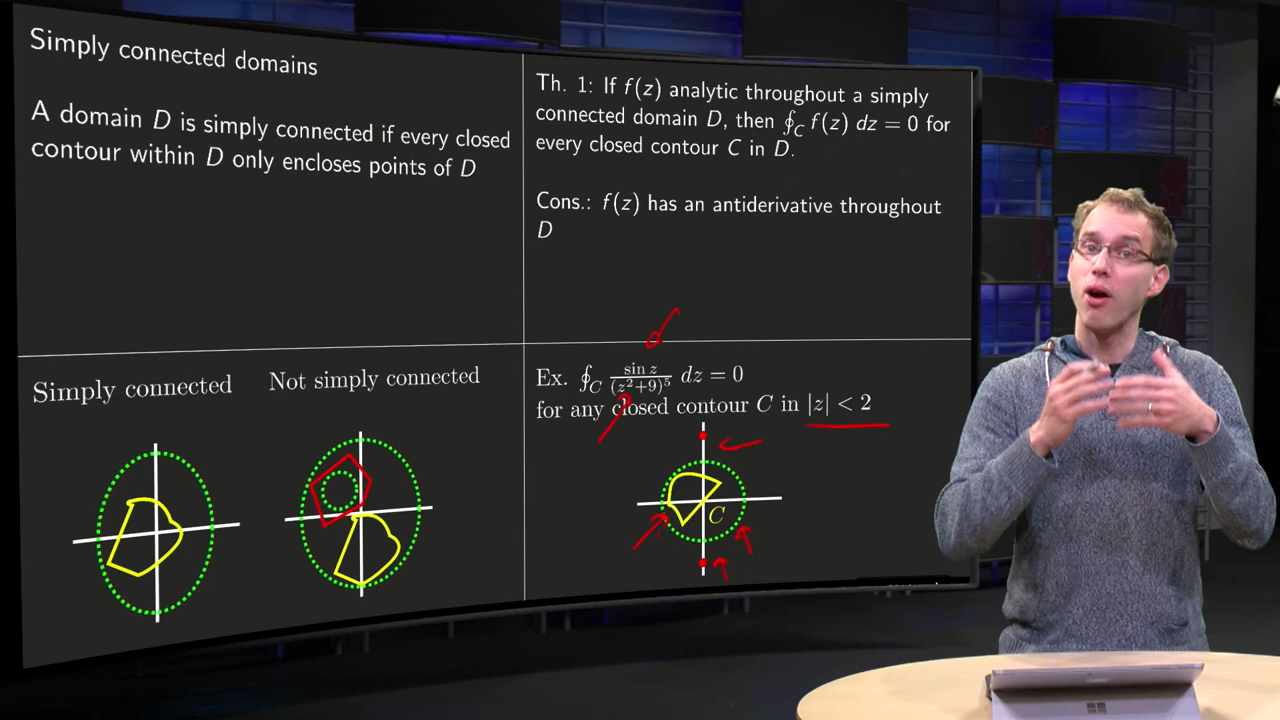 Simply connected domains
A domain D is simply connected if every closed
contour within D only encloses points of D
Th. 1: If f(z) analytic throughout a simply
connected domain D, then ∮_C f(z) dz = 0 for
every closed contour C in D.
Cons.: f(z) has an antiderivative throughout
D
Simply connected
Not simply connected
Ex. ∮_C sin z/(z²+9)⁵ dz = 0
for any closed contour C in |z| < 2
C